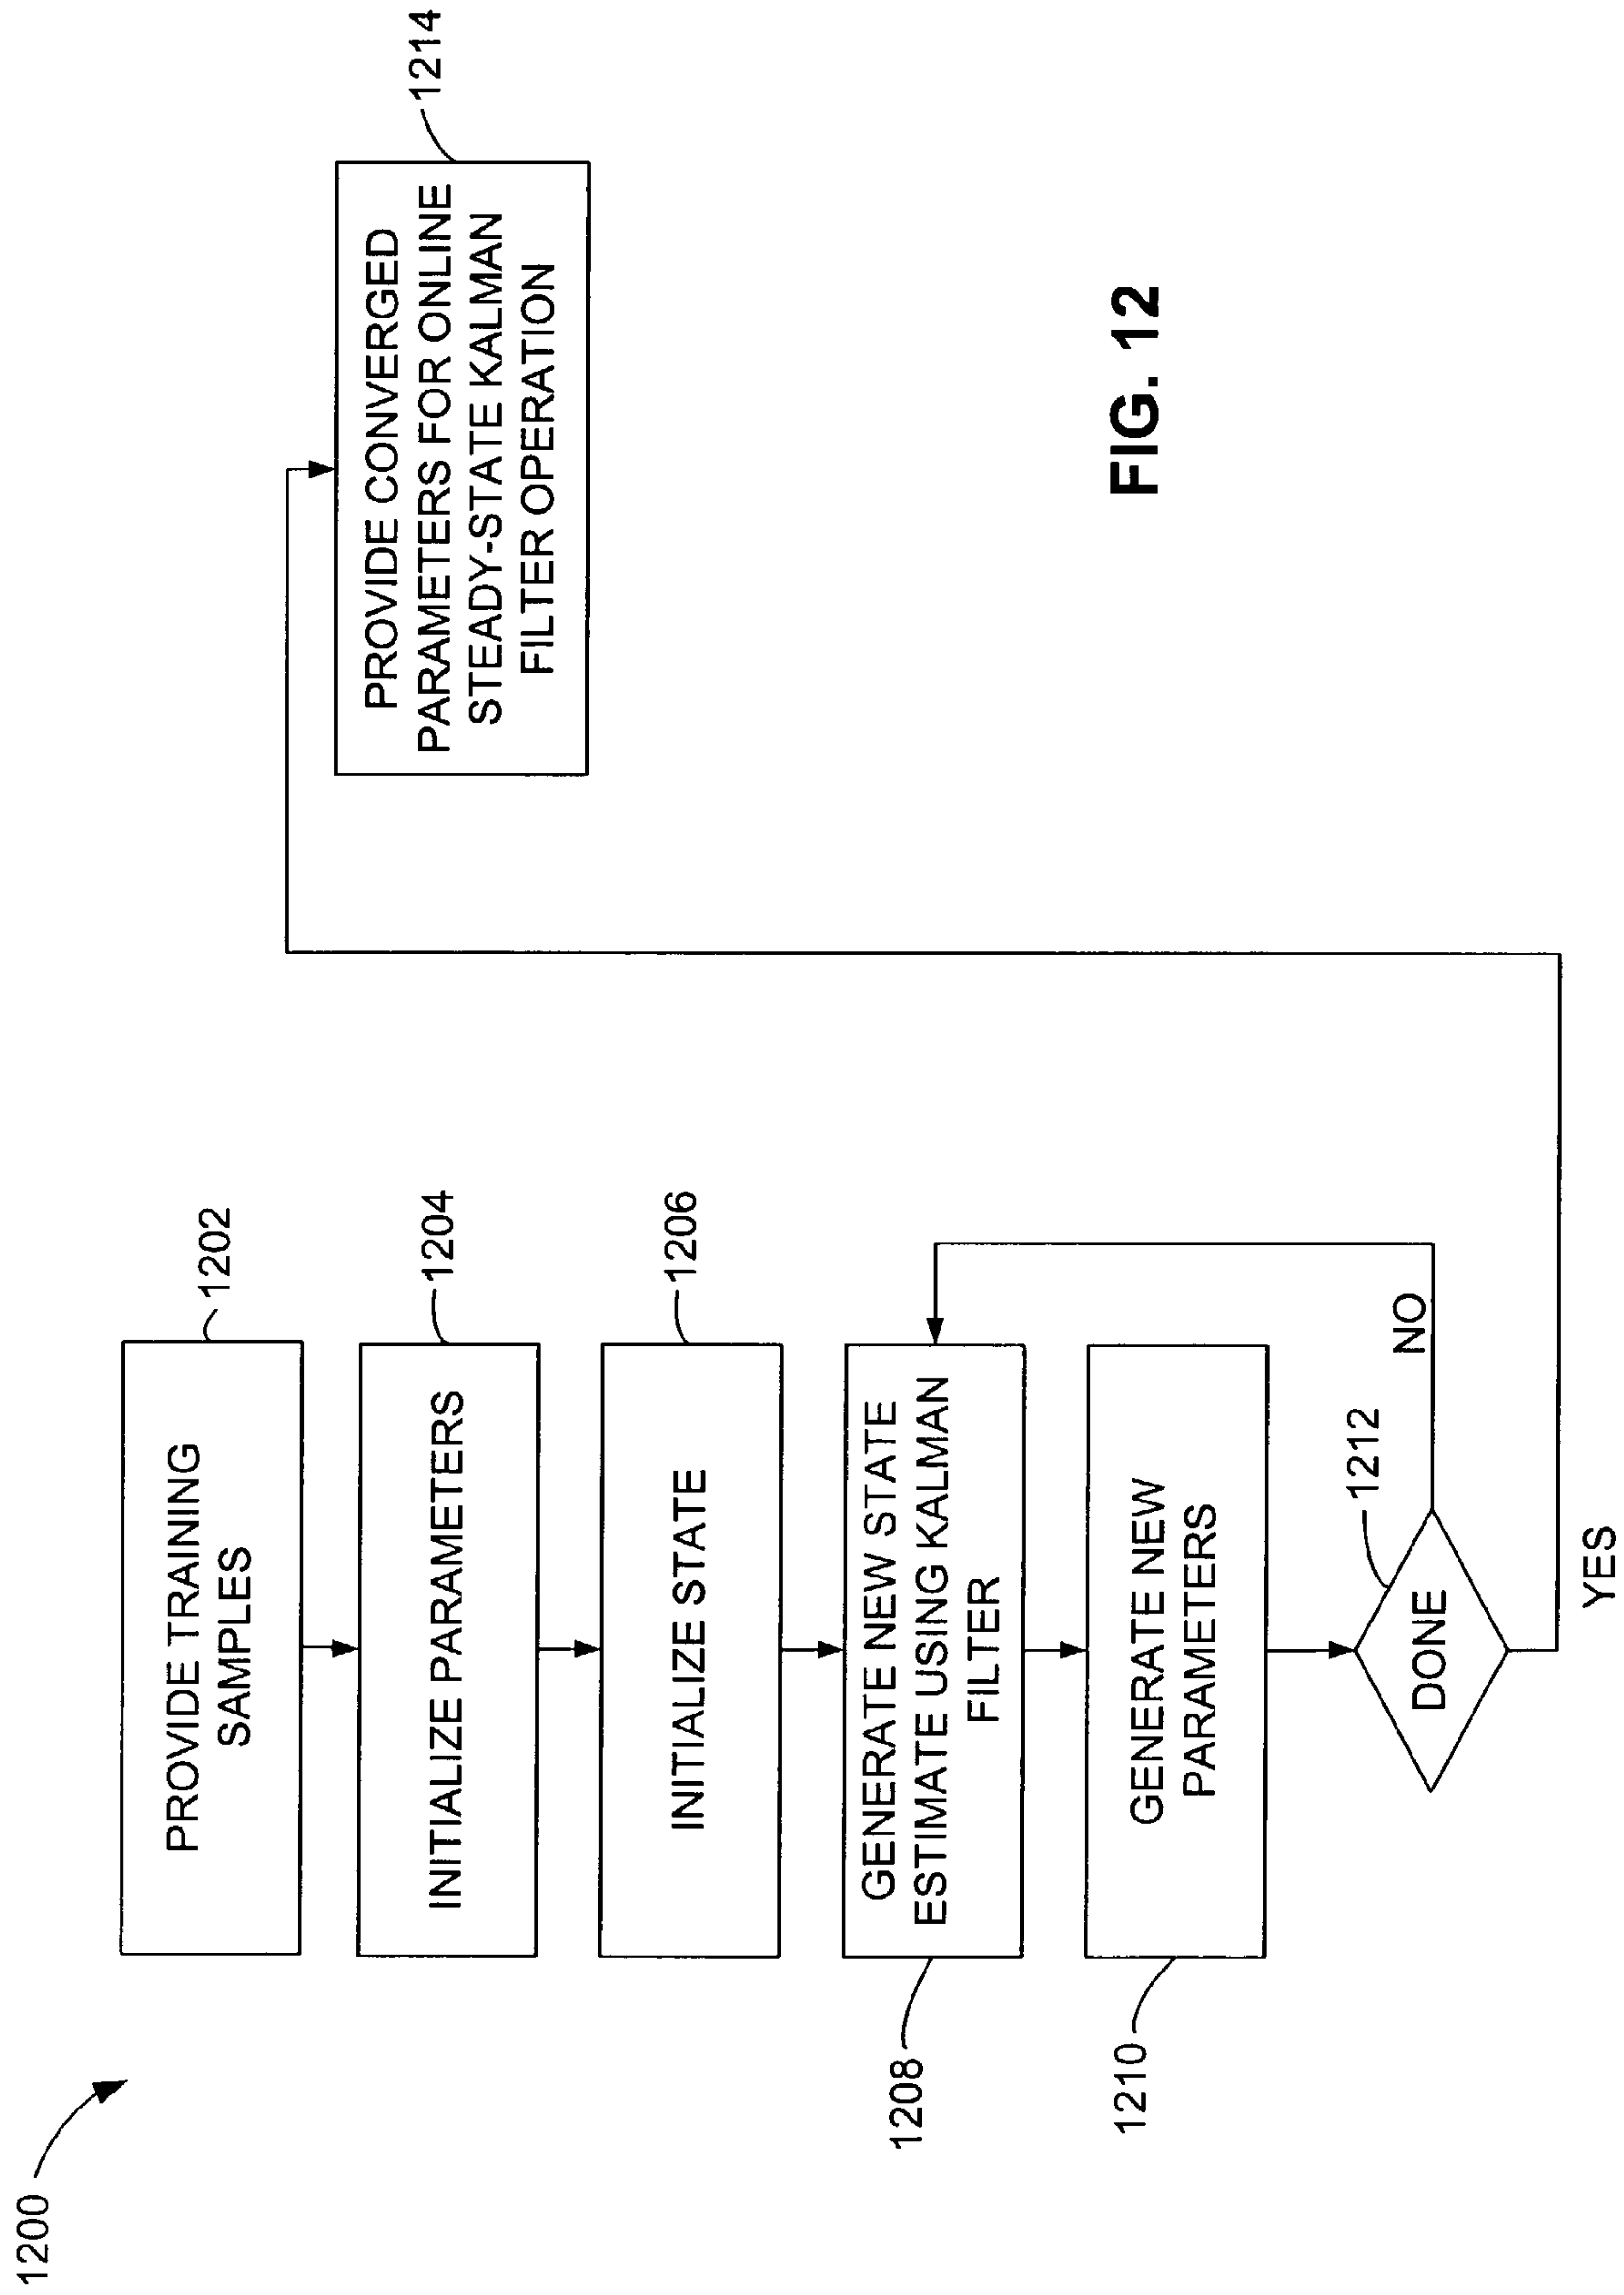 1200
PROVIDE TRAINING
SAMPLES
1202
INITIALIZE PARAMETERS
1204
INITIALIZE STATE
1206
GENERATE NEW STATE
ESTIMATE USING KALMAN
FILTER
1208
GENERATE NEW
PARAMETERS
1210
DONE
1212
NO
YES
PROVIDE CONVERGED
PARAMETERS FOR ONLINE
STEADY-STATE KALMAN
FILTER OPERATION
1214
FIG. 12